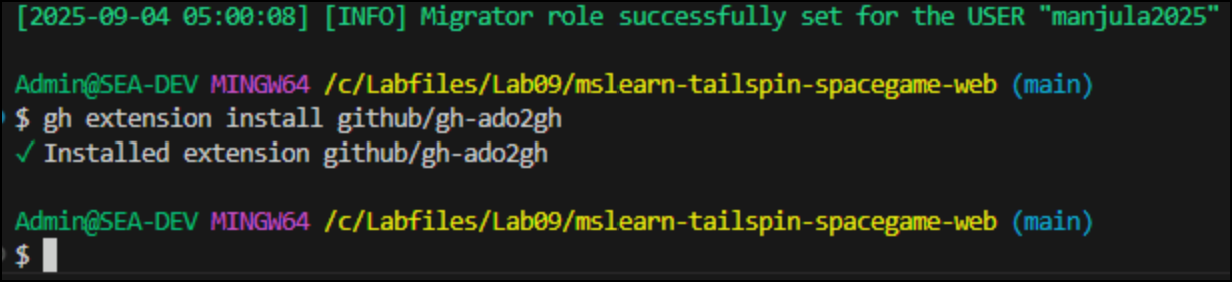 [2025-09-04 05:00:08] [INFO] Migrator role successfully set for the USER "manjula2025"
Admin@SEA-DEV MINGW64 /c/Labfiles/Lab09/mslearn-tailspin-spacegame-web (main)
$ gh extension install github/gh-ado2gh
✓ Installed extension github/gh-ado2gh
Admin@SEA-DEV MINGW64 /c/Labfiles/Lab09/mslearn-tailspin-spacegame-web (main)
$